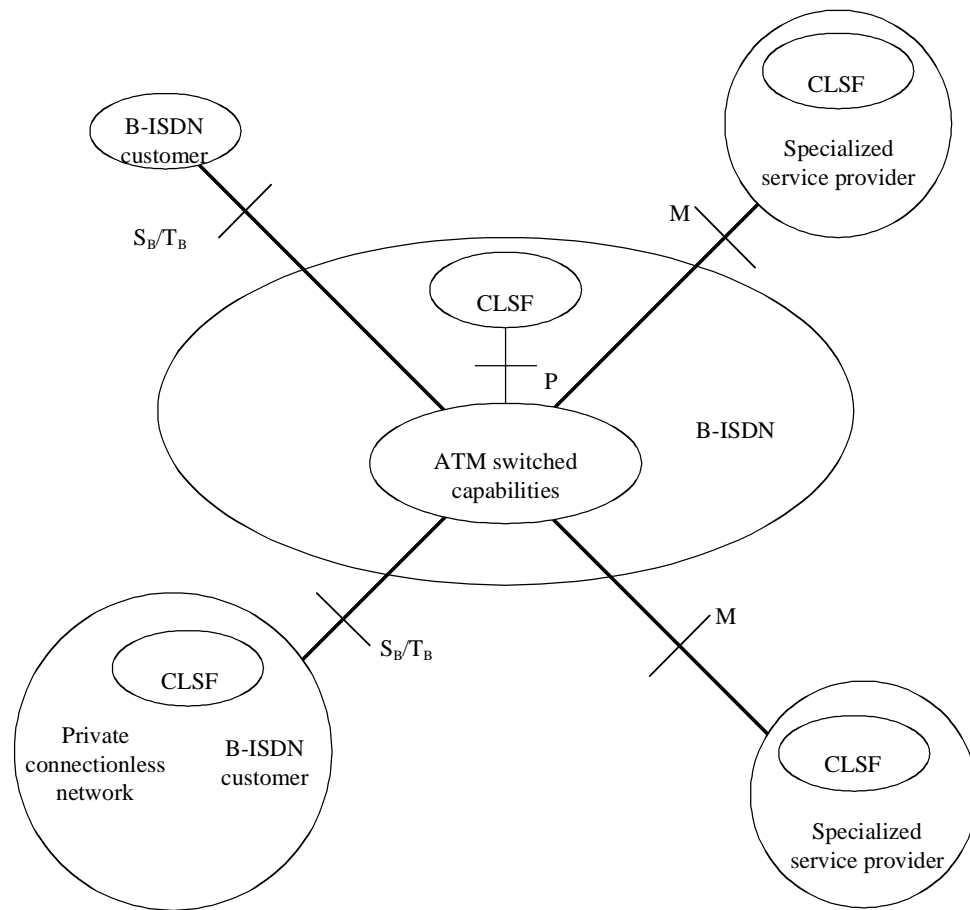 CLSF
B-ISDN
customer
Specialized
service provider
M
S_B/T_B
CLSF
P
B-ISDN
ATM switched
capabilities
M
S_B/T_B
CLSF
Private
connectionless
network
B-ISDN
customer
CLSF
Specialized
service provider